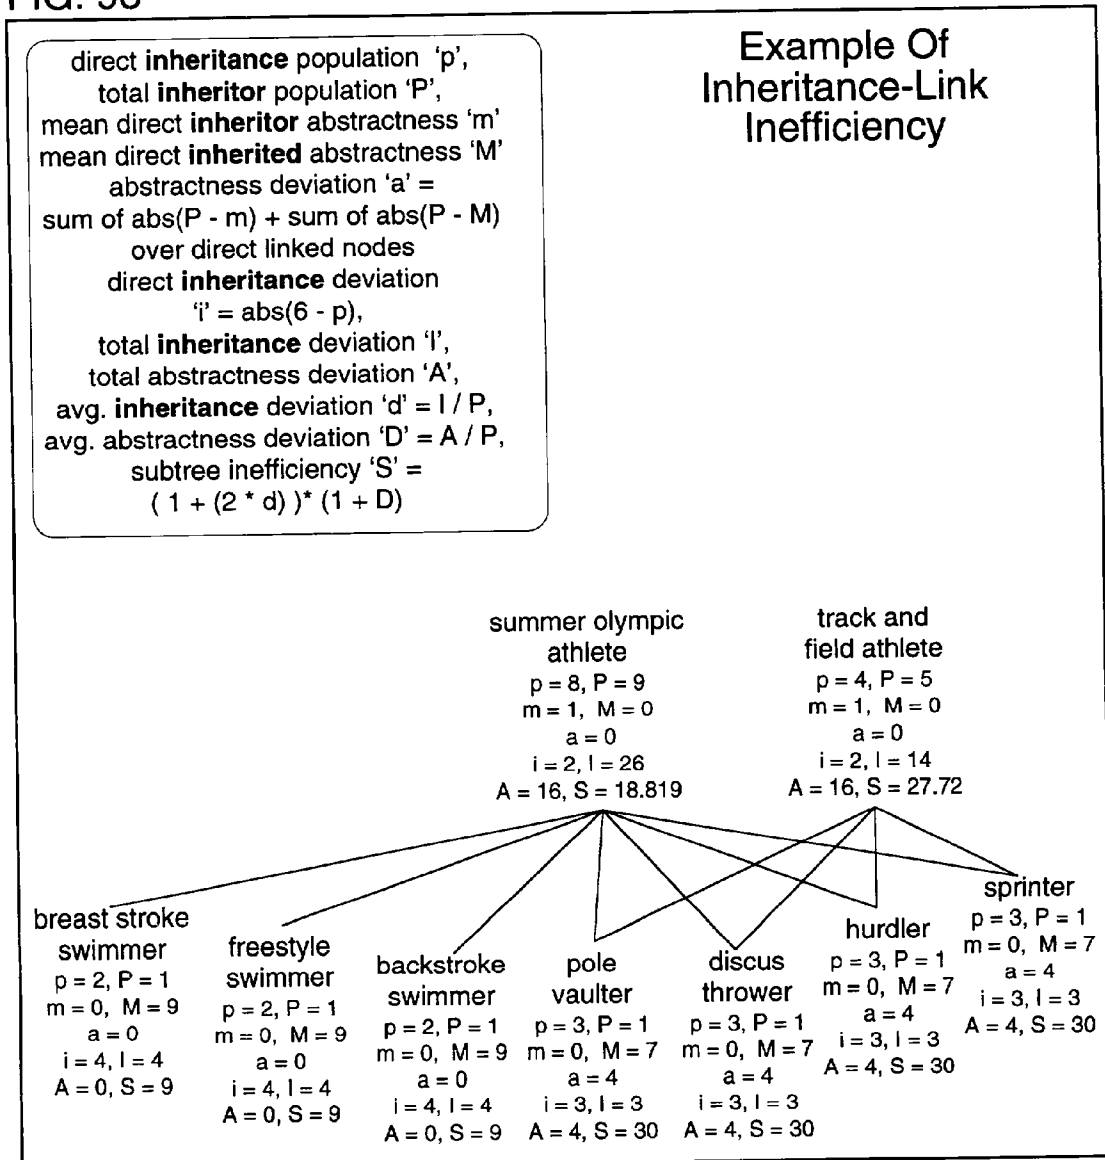 direct inheritance population ‘p’,
total inheritor population ‘P’,
mean direct inheritor abstractness ‘m’
mean direct inherited abstractness ‘M’
abstractness deviation ‘a’ =
sum of abs(P - m) + sum of abs(P - M)
over direct linked nodes
direct inheritance deviation
‘i’ = abs(6 - p),
total inheritance deviation ‘I’,
total abstractness deviation ‘A’,
avg. inheritance deviation ‘d’ = I / P,
avg. abstractness deviation ‘D’ = A / P,
subtree inefficiency ‘S’ =
( 1 + (2 * d) )* (1 + D)
Example Of
Inheritance-Link
Inefficiency
summer olympic
athlete
p = 8, P = 9
m = 1, M = 0
a = 0
i = 2, I = 26
A = 16, S = 18.819
track and
field athlete
p = 4, P = 5
m = 1, M = 0
a = 0
i = 2, I = 14
A = 16, S = 27.72
breast stroke
swimmer
p = 2, P = 1
m = 0, M = 9
a = 0
i = 4, I = 4
A = 0, S = 9
freestyle
swimmer
p = 2, P = 1
m = 0, M = 9
a = 0
i = 4, I = 4
A = 0, S = 9
backstroke
swimmer
p = 2, P = 1
m = 0, M = 9
a = 0
i = 4, I = 4
A = 0, S = 9
pole
vaulter
p = 3, P = 1
m = 0, M = 7
a = 4
i = 3, I = 3
A = 4, S = 30
discus
thrower
p = 3, P = 1
m = 0, M = 7
a = 4
i = 3, I = 3
A = 4, S = 30
hurdler
p = 3, P = 1
m = 0, M = 7
a = 4
i = 3, I = 3
A = 4, S = 30
sprinter
p = 3, P = 1
m = 0, M = 7
a = 4
i = 3, I = 3
A = 4, S = 30